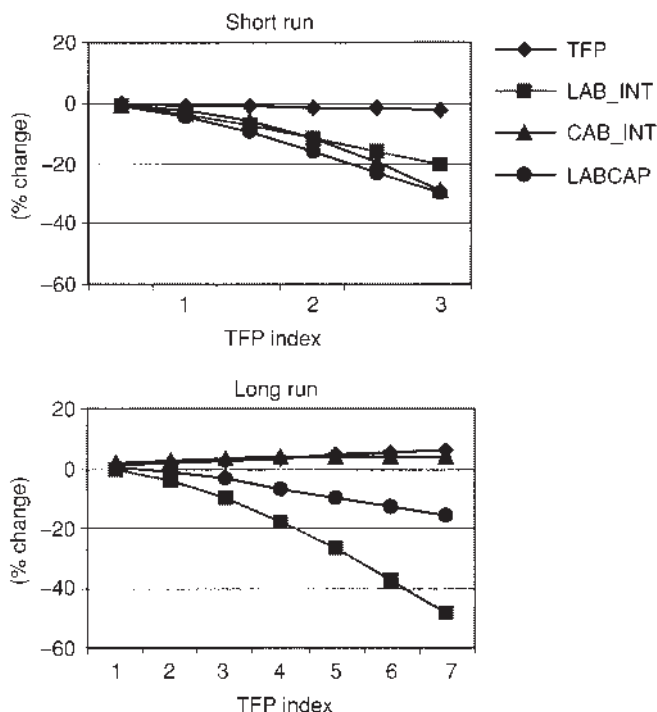 Short run
20
0
−20
−40
−60
(% change)
1 2 3
TFP index
TFP
LAB_INT
CAB_INT
LABCAP
Long run
20
0
−20
−40
−60
(% change)
1 2 3 4 5 6 7
TFP index